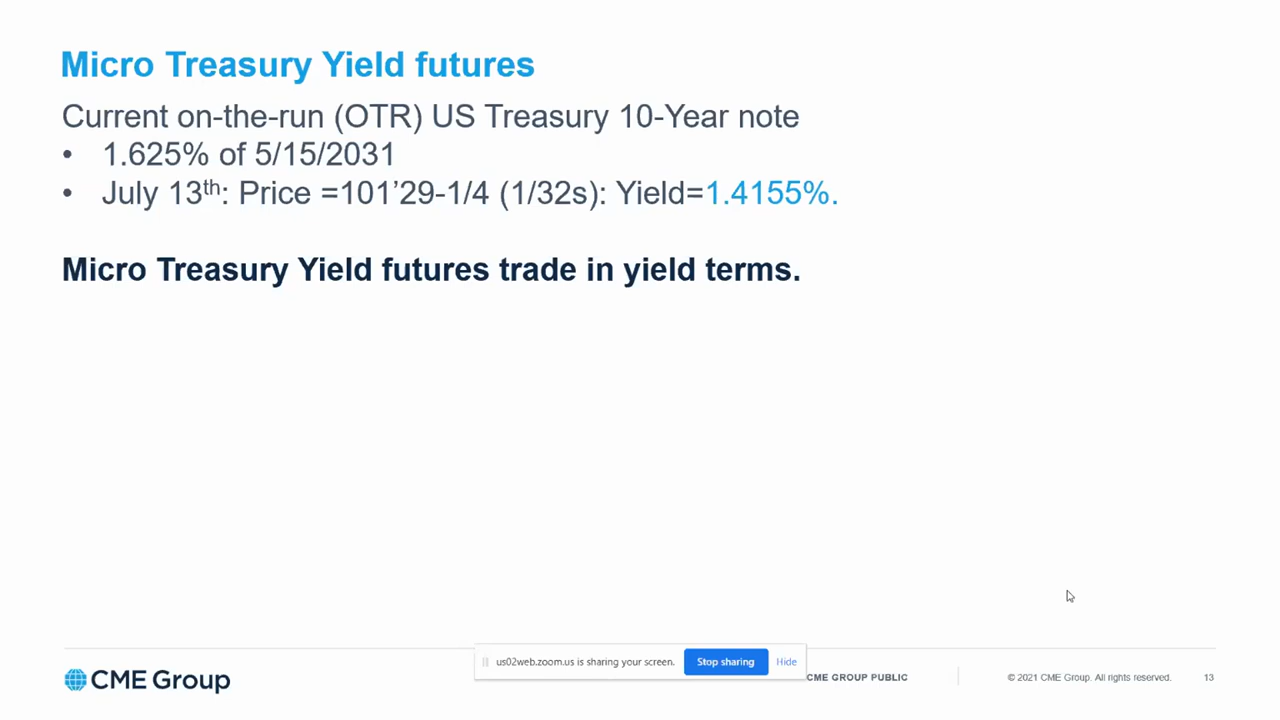 Micro Treasury Yield futures
Current on-the-run (OTR) US Treasury 10-Year note
• 1.625% of 5/15/2031
• July 13th: Price =101’29-1/4 (1/32s): Yield=1.4155%.
Micro Treasury Yield futures trade in yield terms.
us02web.zoom.us is sharing your screen. Stop sharing Hide
CME Group CME GROUP PUBLIC © 2021 CME Group. All rights reserved. 13